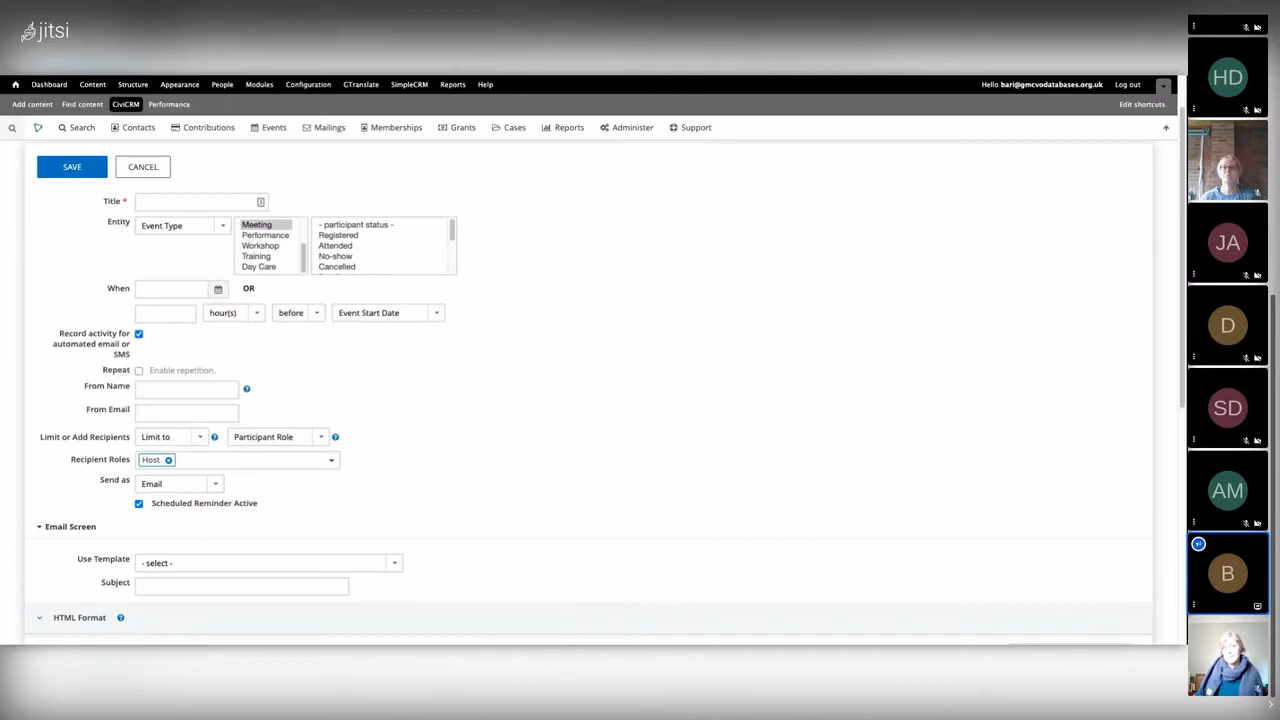 jitsi
Dashboard Content Structure Appearance People Modules Configuration GTranslate SimpleCRM Reports Help
Hello bari@gmcvodatabases.org.uk Log out
Add content Find content CiviCRM Performance
Edit shortcuts
Search Contacts Contributions Events Mailings Memberships Grants Cases Reports Administer Support
SAVE CANCEL
Title *
Entity Event Type
Meeting
Performance
Workshop
Training
Day Care
- participant status -
Registered
Attended
No-show
Cancelled
When OR
hour(s) before Event Start Date
Record activity for
automated email or
SMS
Repeat Enable repetition.
From Name
From Email
Limit or Add Recipients Limit to Participant Role
Recipient Roles Host
Send as Email
Scheduled Reminder Active
Email Screen
Use Template - select -
Subject
HTML Format
HD
JA
D
SD
AM
B